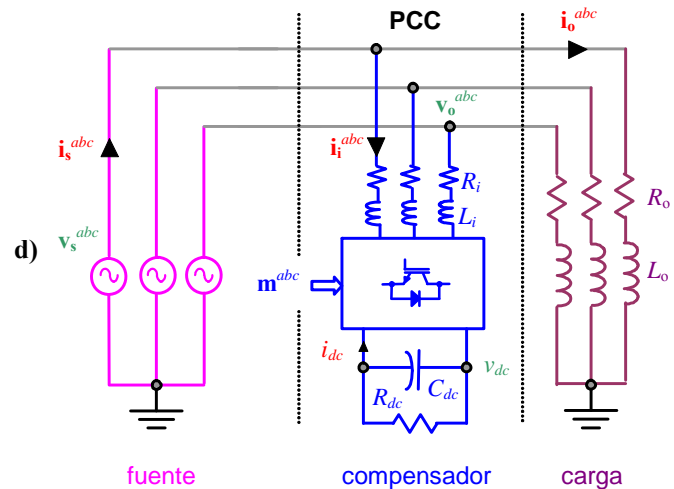 PCC
i_o^abc
v_o^abc
i_s^abc
i_i^abc
R_i
L_i
R_o
L_o
v_s^abc
d)
m^abc
i_dc
v_dc
C_dc
R_dc
fuente
compensador
carga